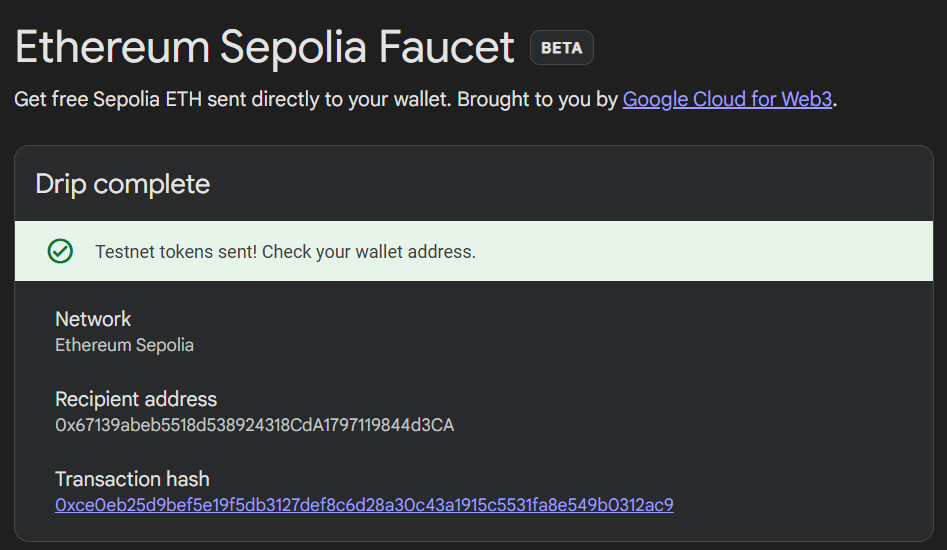 Ethereum Sepolia Faucet BETA
Get free Sepolia ETH sent directly to your wallet. Brought to you by Google Cloud for Web3.
Drip complete
Testnet tokens sent! Check your wallet address.
Network
Ethereum Sepolia
Recipient address
0x67139abeb5518d538924318CdA1797119844d3CA
Transaction hash
0xce0eb25d9bef5e19f5db3127def8c6d28a30c43a1915c5531fa8e549b0312ac9